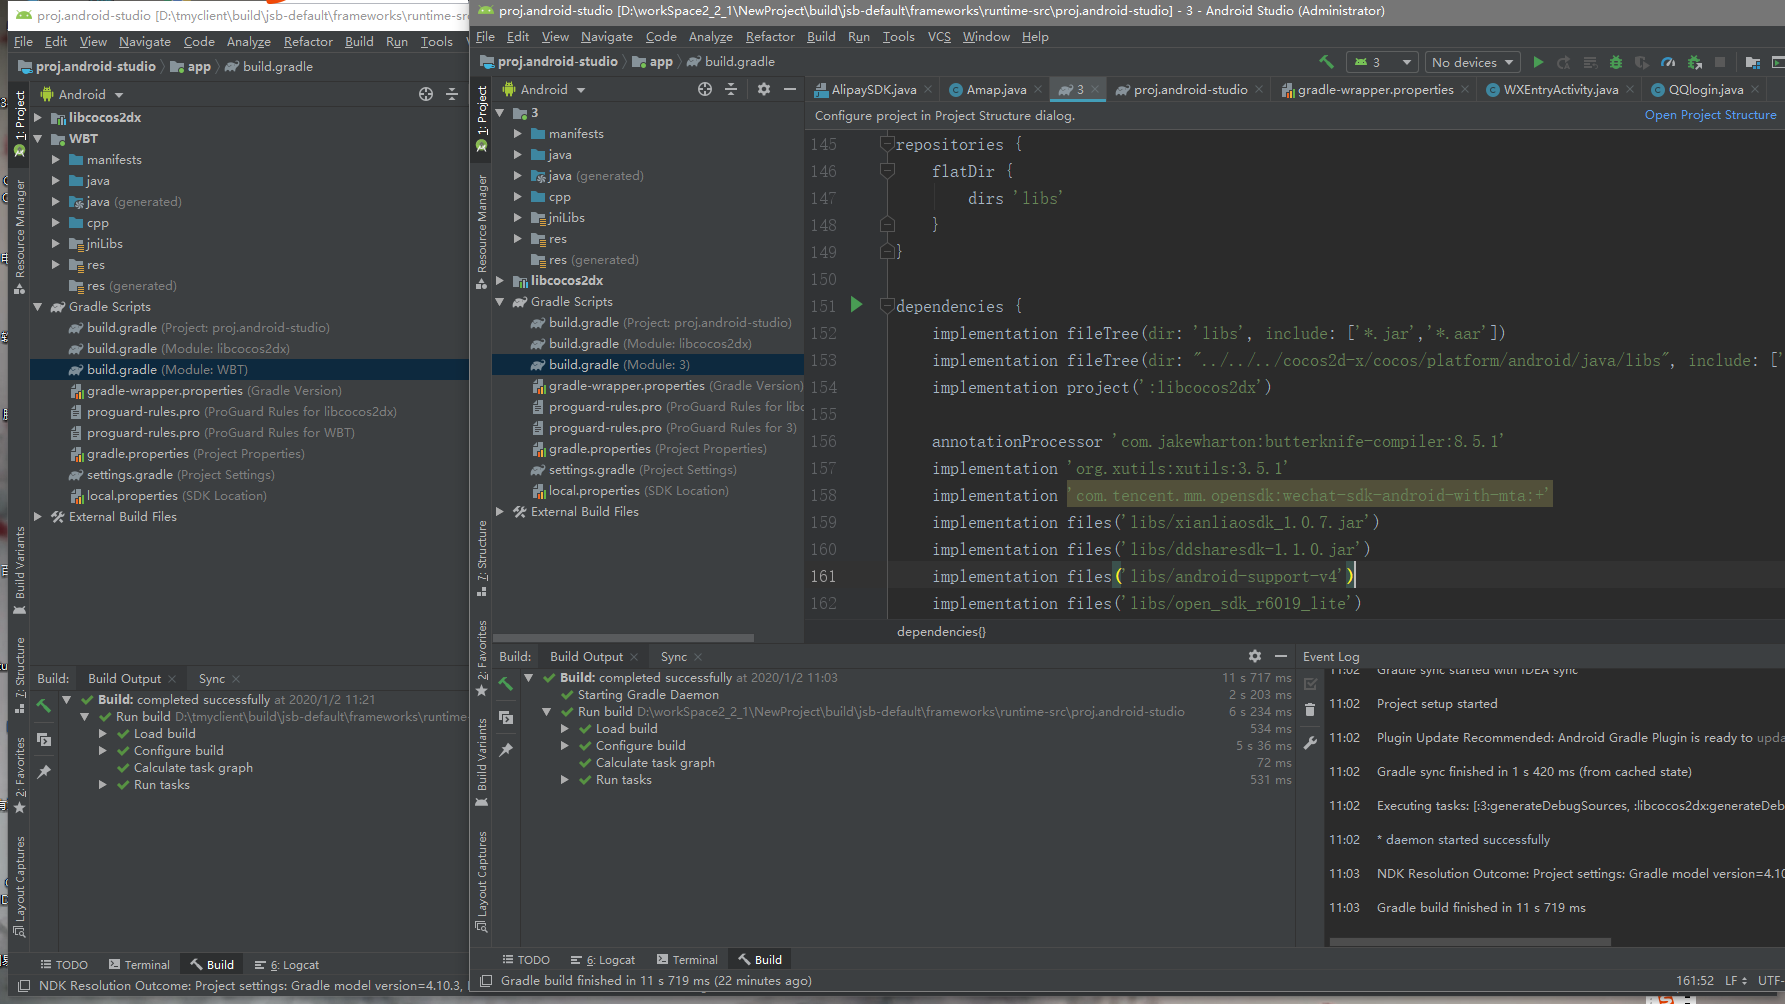 proj.android-studio [D:\tmyclient\build\jsb-default\frameworks\runtime-src
File Edit View Navigate Code Analyze Refactor Build Run Tools
proj.android-studio app build.gradle
Android
1: Project
Resource Manager
Build Variants
7: Structure
2: Favorites
Layout Captures
libcocos2dx
WBT
manifests
java
java (generated)
cpp
jniLibs
res
res (generated)
Gradle Scripts
build.gradle (Project: proj.android-studio)
build.gradle (Module: libcocos2dx)
build.gradle (Module: WBT)
gradle-wrapper.properties (Gradle Version)
proguard-rules.pro (ProGuard Rules for libcocos2dx)
proguard-rules.pro (ProGuard Rules for WBT)
gradle.properties (Project Properties)
settings.gradle (Project Settings)
local.properties (SDK Location)
External Build Files
Build: Build Output Sync
Build: completed successfully at 2020/1/2 11:21
Run build D:\tmyclient\build\jsb-default\frameworks\runtime-
Load build
Configure build
Calculate task graph
Run tasks
TODO Terminal Build 6: Logcat
NDK Resolution Outcome: Project settings: Gradle model version=4.10.3,
proj.android-studio [D:\workSpace2_2_1\NewProject\build\jsb-default\frameworks\runtime-src\proj.android-studio] - 3 - Android Studio (Administrator)
File Edit View Navigate Code Analyze Refactor Build Run Tools VCS Window Help
proj.android-studio app build.gradle
3 No devices
Android
1: Project
Resource Manager
7: Structure
2: Favorites
Build Variants
Layout Captures
3
manifests
java
java (generated)
cpp
jniLibs
res
res (generated)
libcocos2dx
Gradle Scripts
build.gradle (Project: proj.android-studio)
build.gradle (Module: libcocos2dx)
build.gradle (Module: 3)
gradle-wrapper.properties (Gradle Version)
proguard-rules.pro (ProGuard Rules for libc
proguard-rules.pro (ProGuard Rules for 3)
gradle.properties (Project Properties)
settings.gradle (Project Settings)
local.properties (SDK Location)
External Build Files
AlipaySDK.java Amap.java 3 proj.android-studio gradle-wrapper.properties WXEntryActivity.java QQlogin.java
Configure project in Project Structure dialog. Open Project Structure
145 repositories {
146 flatDir {
147 dirs 'libs'
148 }
149 }
150
151 dependencies {
152 implementation fileTree(dir: 'libs', include: ['*.jar','*.aar'])
153 implementation fileTree(dir: "../../../cocos2d-x/cocos/platform/android/java/libs", include: ['
154 implementation project(':libcocos2dx')
155
156 annotationProcessor 'com.jakewharton:butterknife-compiler:8.5.1'
157 implementation 'org.xutils:xutils:3.5.1'
158 implementation 'com.tencent.mm.opensdk:wechat-sdk-android-with-mta:+'
159 implementation files('libs/xianliaosdk_1.0.7.jar')
160 implementation files('libs/ddsharesdk-1.1.0.jar')
161 implementation files('libs/android-support-v4')
162 implementation files('libs/open_sdk_r6019_lite')
dependencies{}
Build: Build Output Sync
Build: completed successfully at 2020/1/2 11:03 11 s 717 ms
Starting Gradle Daemon 2 s 203 ms
Run build D:\workSpace2_2_1\NewProject\build\jsb-default\frameworks\runtime-src\proj.android-studio 6 s 234 ms
Load build 534 ms
Configure build 5 s 36 ms
Calculate task graph 72 ms
Run tasks 531 ms
Event Log
11:02 Gradle sync started with IDEA sync
11:02 Project setup started
11:02 Plugin Update Recommended: Android Gradle Plugin is ready to upda
11:02 Gradle sync finished in 1 s 420 ms (from cached state)
11:02 Executing tasks: [:3:generateDebugSources, :libcocos2dx:generateDeb
11:02 * daemon started successfully
11:03 NDK Resolution Outcome: Project settings: Gradle model version=4.10
11:03 Gradle build finished in 11 s 719 ms
TODO 6: Logcat Terminal Build
Gradle build finished in 11 s 719 ms (22 minutes ago) 161:52 LF UTF-